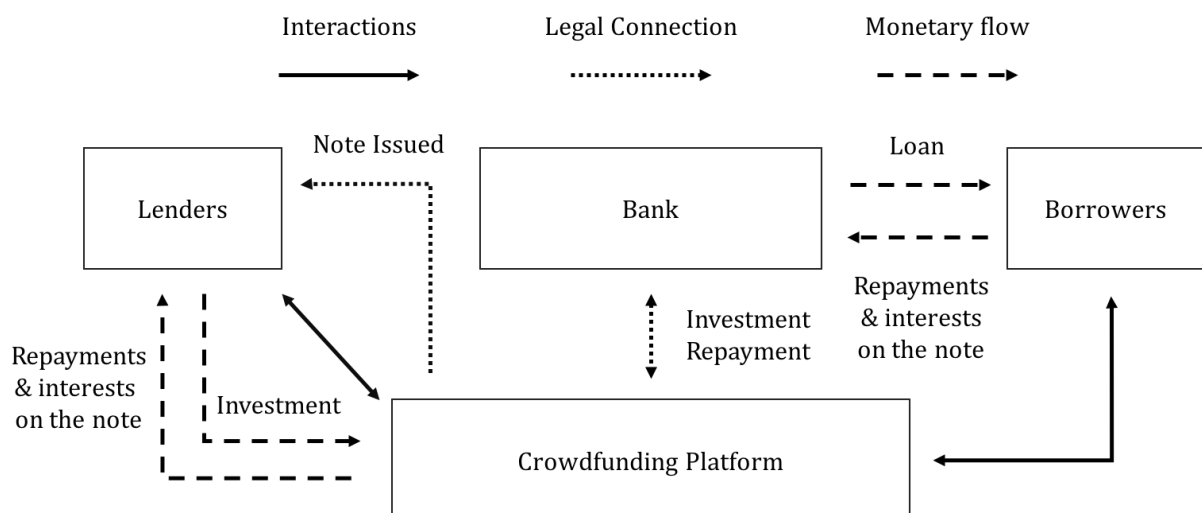 Interactions
Legal Connection
Monetary flow
Note Issued
Loan
Lenders
Bank
Borrowers
Repayments
& interests
on the note
Investment
Repayment
Repayments
& interests
on the note
Investment
Crowdfunding Platform